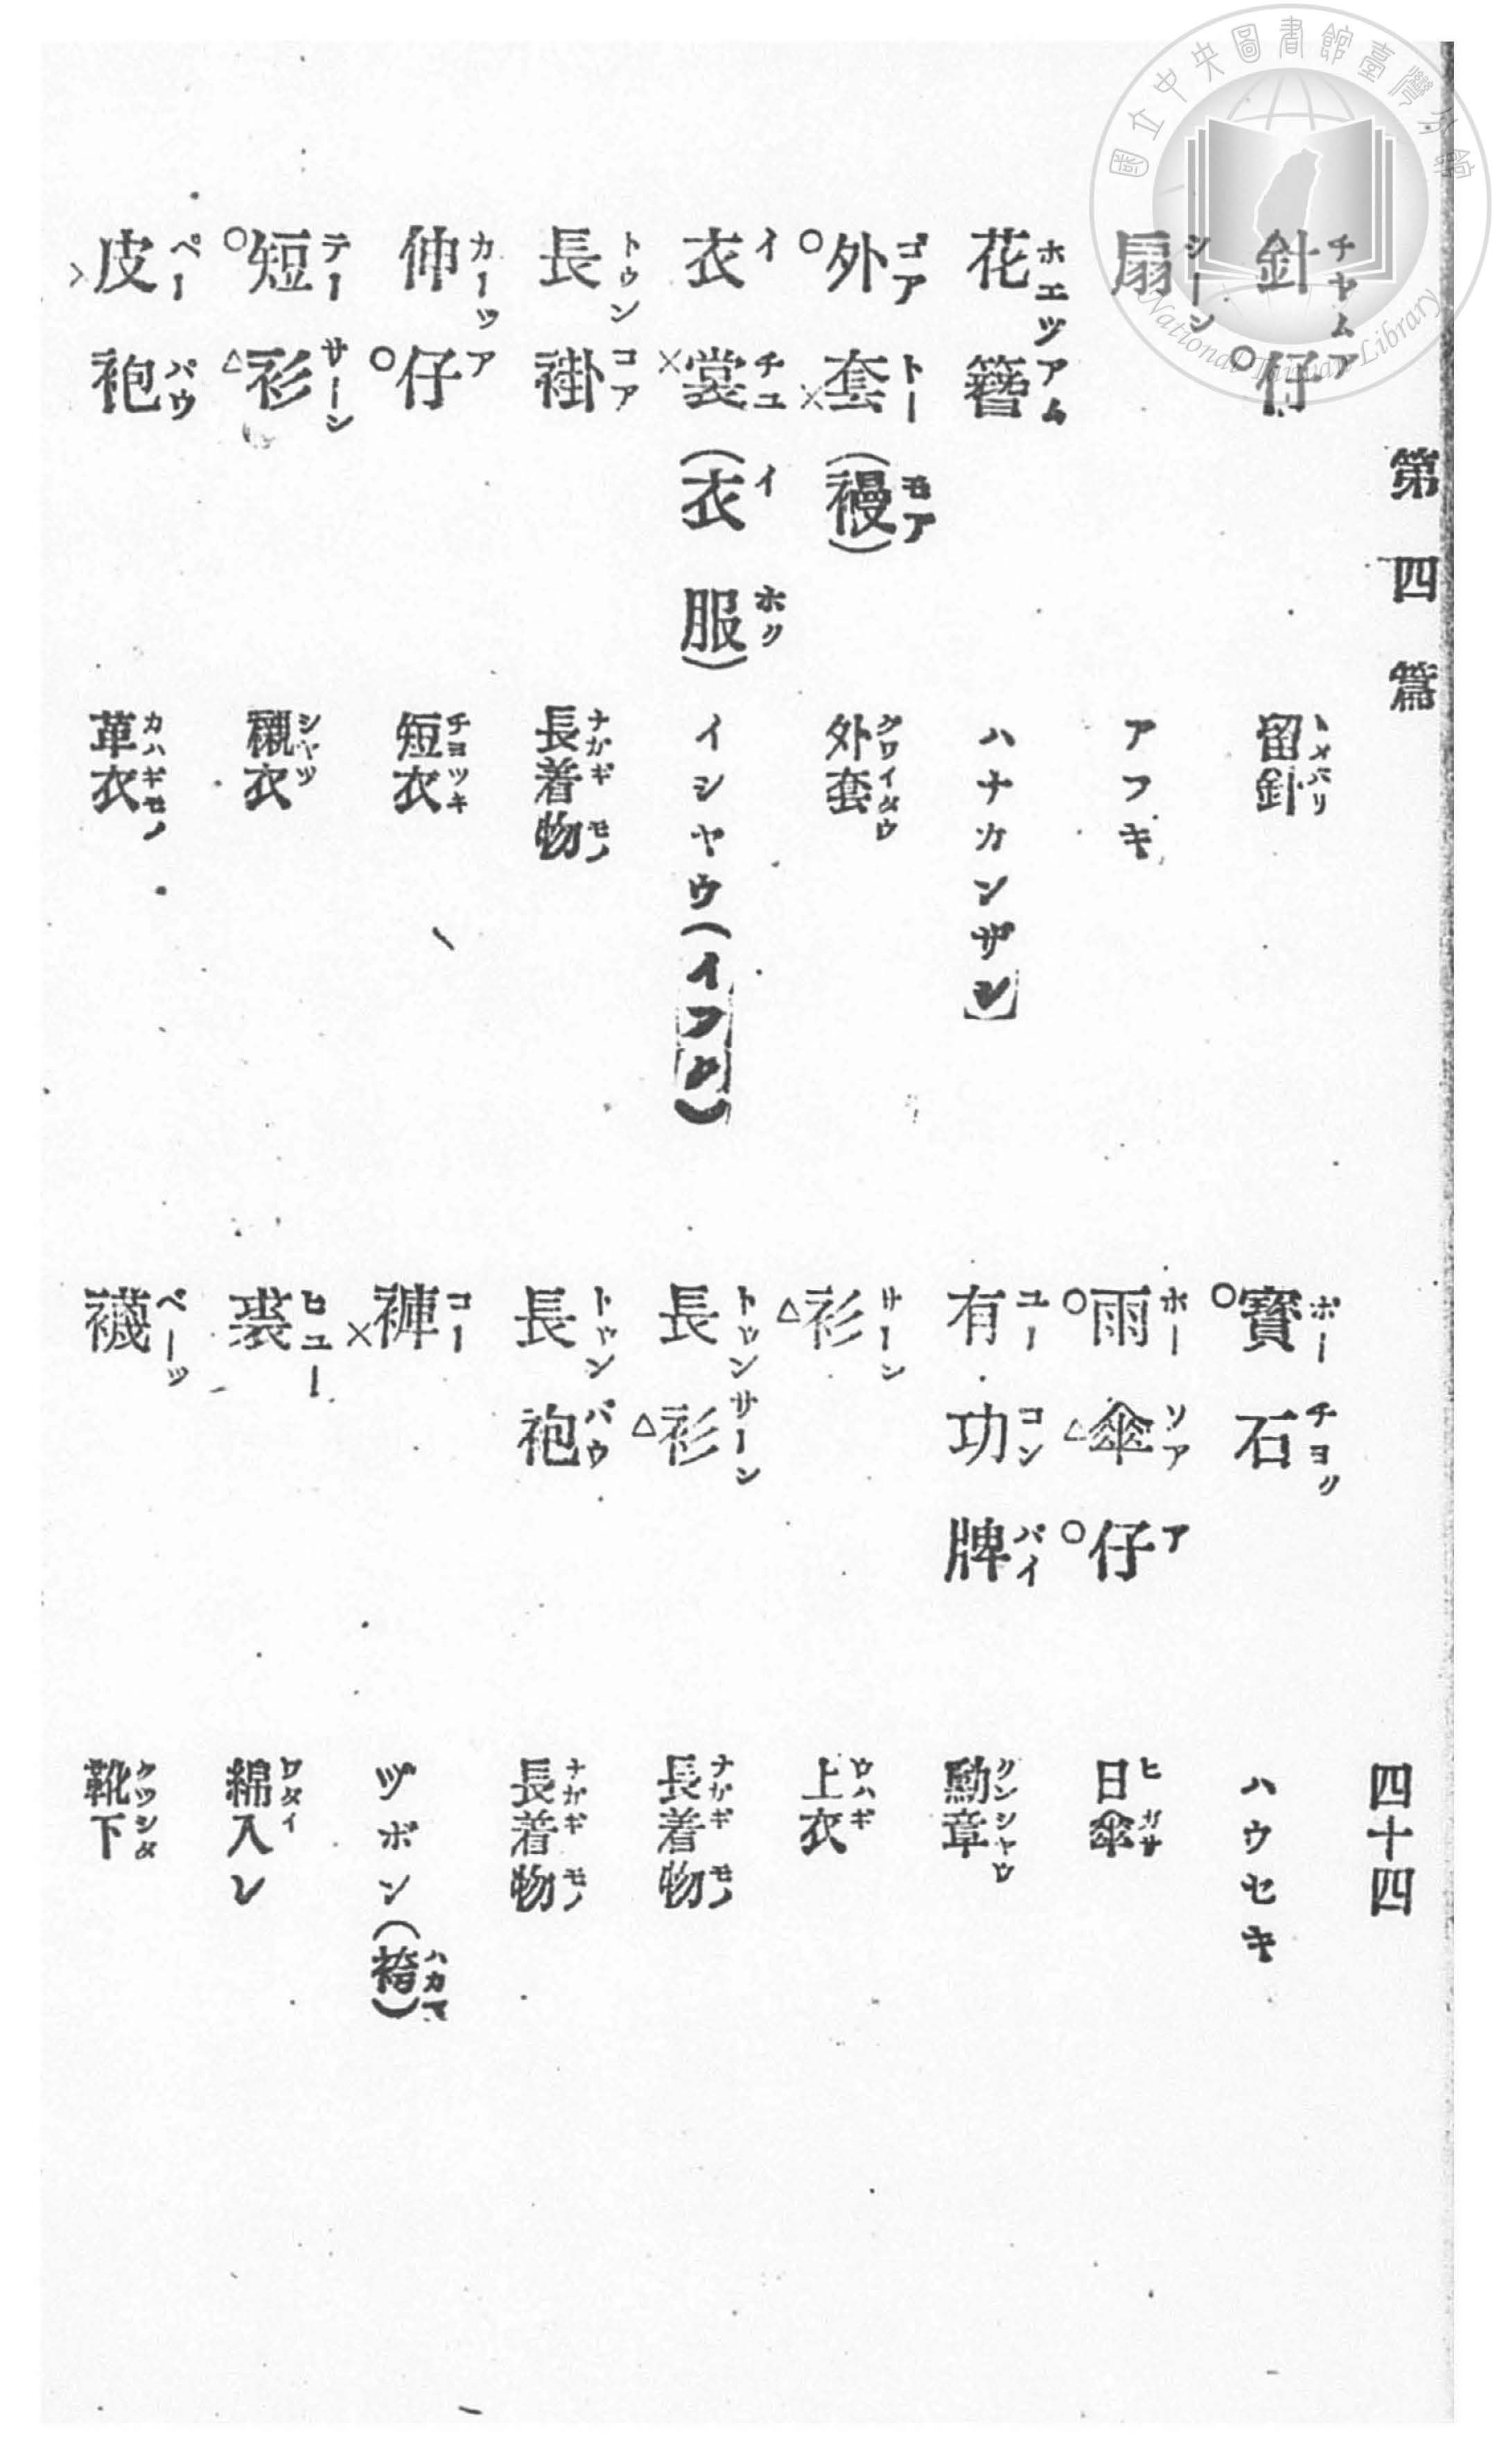 國立中央圖書館臺灣分館
National Taiwan Library
第四篇
四十四
針仔 チヤムア 留針 トメバリ
扇 シーン アフキ
花簪 ホエツアム ハナカンザシ
外套(襪) ゴアトー モア 外套 グワイタウ
衣裳(衣服) イチユ イホク イシヤウ(イフク)
長褂 トウンコア 長着物 ナガギモノ
仲仔 カーッア 短衣 チヨツキ
短衫 テーサーン 襯衣 シヤツ
皮袍 ペーパウ 革衣 カハギモノ
寶石 ポーチヨク ハウセキ
雨傘仔 ホーソアア 日傘 ヒガサ
有功牌 ユーコンパイ 勳章 クンシヤウ
衫 サーン 上衣 ウハギ
長衫 トゥンサーン 長着物 ナガギモノ
長袍 トゥンパウ 長着物 ナガギモノ
褲 コー ヅボン(袴) ハカマ
裘 ヒユー 綿入レ ワタイ
襪 ベーッ 靴下 クツシタ